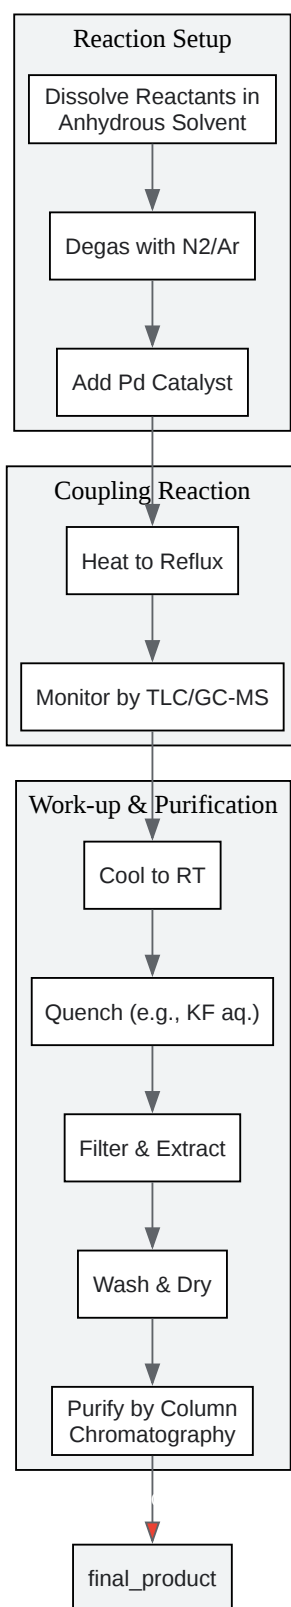 Reaction Setup
Dissolve Reactants in
Anhydrous Solvent
Degas with N2/Ar
Add Pd Catalyst
Coupling Reaction
Heat to Reflux
Monitor by TLC/GC-MS
Work-up & Purification
Cool to RT
Quench (e.g., KF aq.)
Filter & Extract
Wash & Dry
Purify by Column
Chromatography
final_product